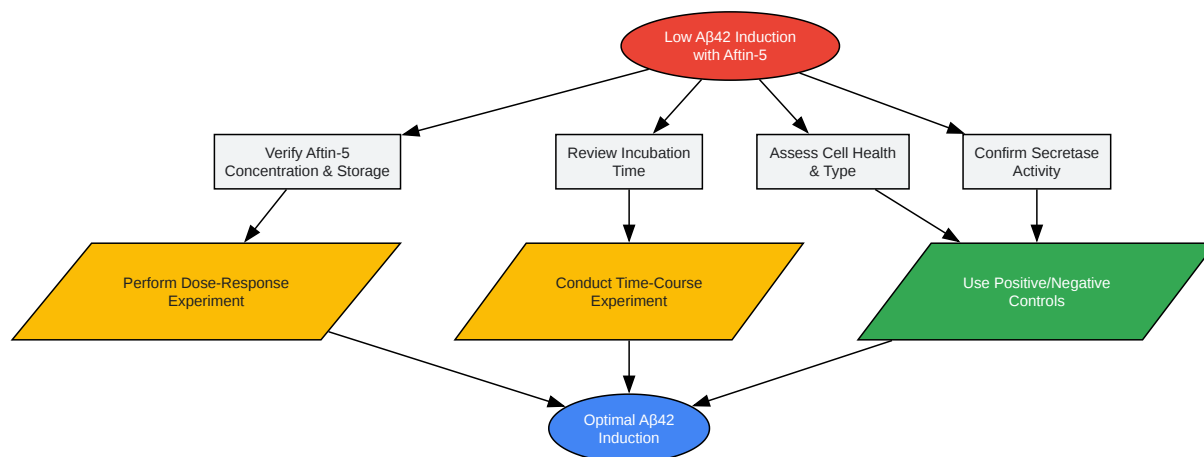 Low Aβ42 Induction
with Aftin-5
Verify Aftin-5
Concentration & Storage
Review Incubation
Time
Assess Cell Health
& Type
Confirm Secretase
Activity
Perform Dose-Response
Experiment
Conduct Time-Course
Experiment
Use Positive/Negative
Controls
Optimal Aβ42
Induction